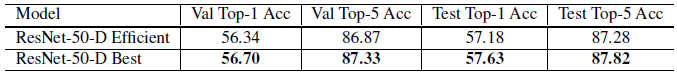 Model Val Top-1 Acc Val Top-5 Acc Test Top-1 Acc Test Top-5 Acc
ResNet-50-D Efficient 56.34 86.87 57.18 87.28
ResNet-50-D Best 56.70 87.33 57.63 87.82